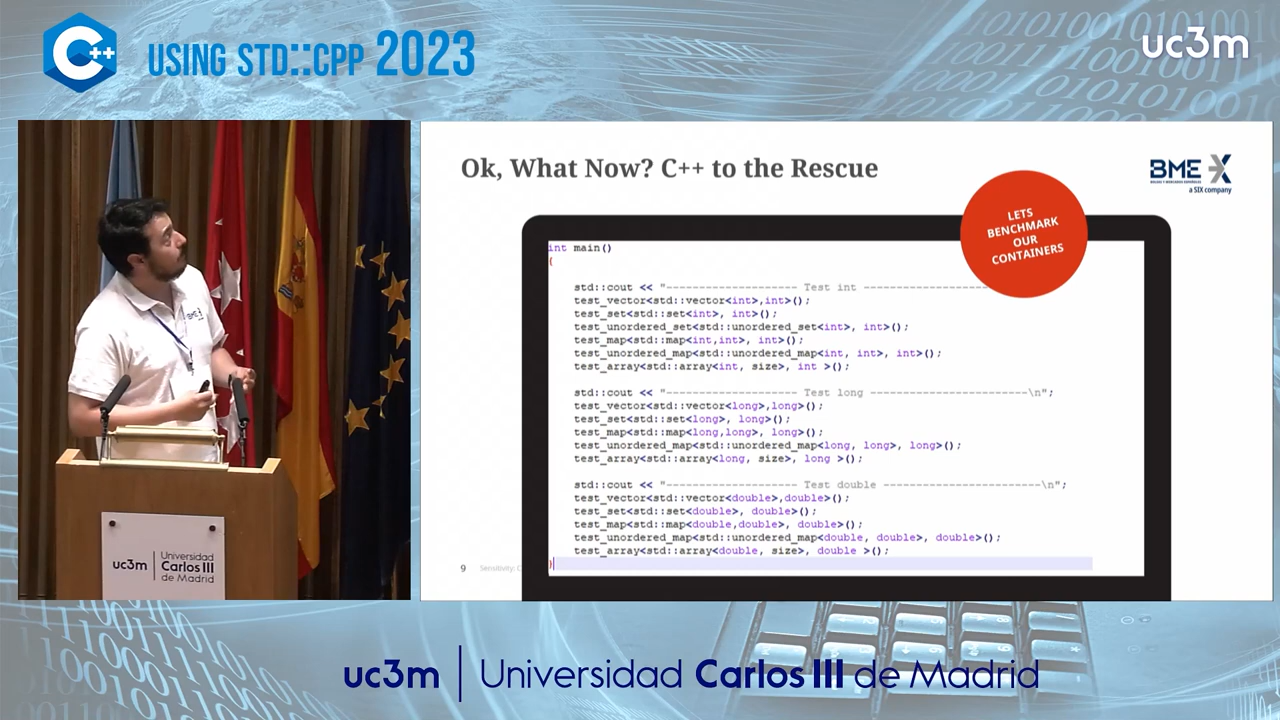 C++
USING STD::CPP 2023
uc3m
Ok, What Now? C++ to the Rescue
BME X
a SIX company
LETS
BENCHMARK
OUR
CONTAINERS
int main()
{
std::cout << "-------------------- Test int -------------------
test_vector<std::vector<int>,int>();
test_set<std::set<int>, int>();
test_unordered_set<std::unordered_set<int>, int>();
test_map<std::map<int,int>, int>();
test_unordered_map<std::unordered_map<int, int>, int>();
test_array<std::array<int, size>, int >();
std::cout << "-------------------- Test long ------------------------\n";
test_vector<std::vector<long>,long>();
test_set<std::set<long>, long>();
test_map<std::map<long,long>, long>();
test_unordered_map<std::unordered_map<long, long>, long>();
test_array<std::array<long, size>, long >();
std::cout << "-------------------- Test double ------------------------\n";
test_vector<std::vector<double>,double>();
test_set<std::set<double>, double>();
test_map<std::map<double,double>, double>();
test_unordered_map<std::unordered_map<double, double>, double>();
test_array<std::array<double, size>, double >();
}
9 Sensitivity: C
BME X
uc3m
Universidad
Carlos III
de Madrid
uc3m | Universidad Carlos III de Madrid